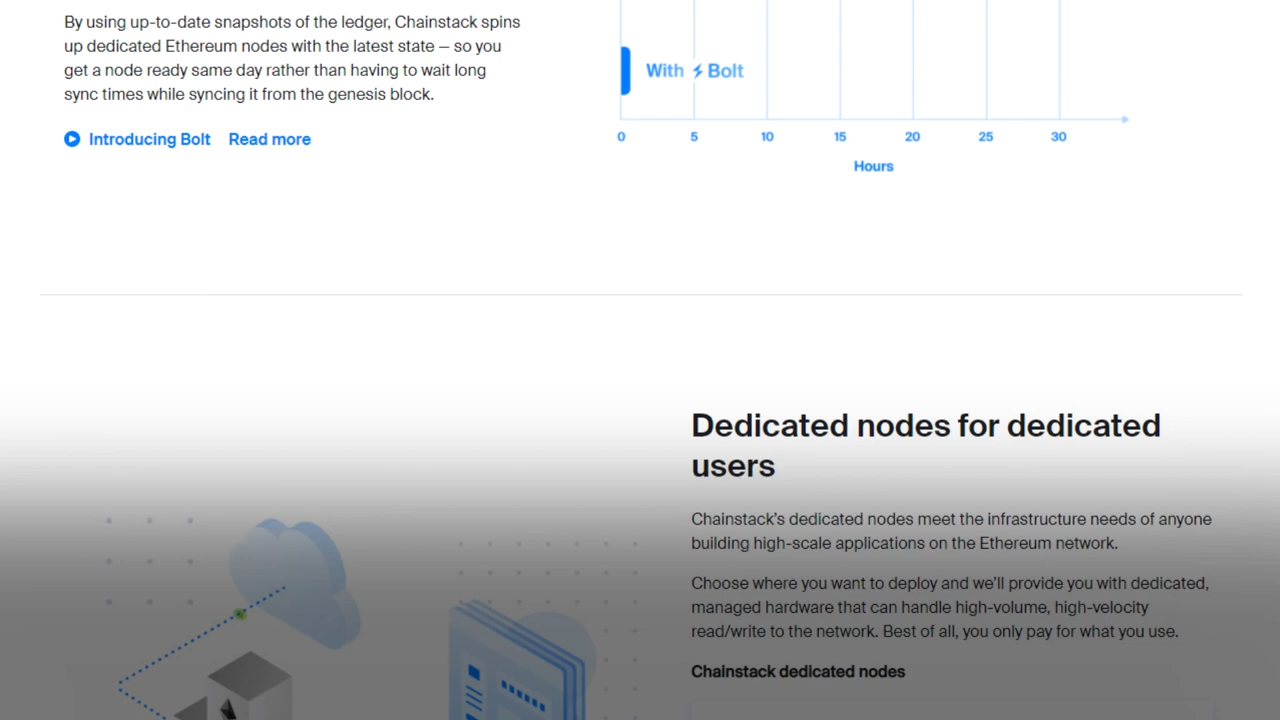 By using up-to-date snapshots of the ledger, Chainstack spins
up dedicated Ethereum nodes with the latest state — so you
get a node ready same day rather than having to wait long
sync times while syncing it from the genesis block.
Introducing Bolt Read more
With Bolt
0 5 10 15 20 25 30
Hours
Dedicated nodes for dedicated
users
Chainstack’s dedicated nodes meet the infrastructure needs of anyone
building high-scale applications on the Ethereum network.
Choose where you want to deploy and we’ll provide you with dedicated,
managed hardware that can handle high-volume, high-velocity
read/write to the network. Best of all, you only pay for what you use.
Chainstack dedicated nodes